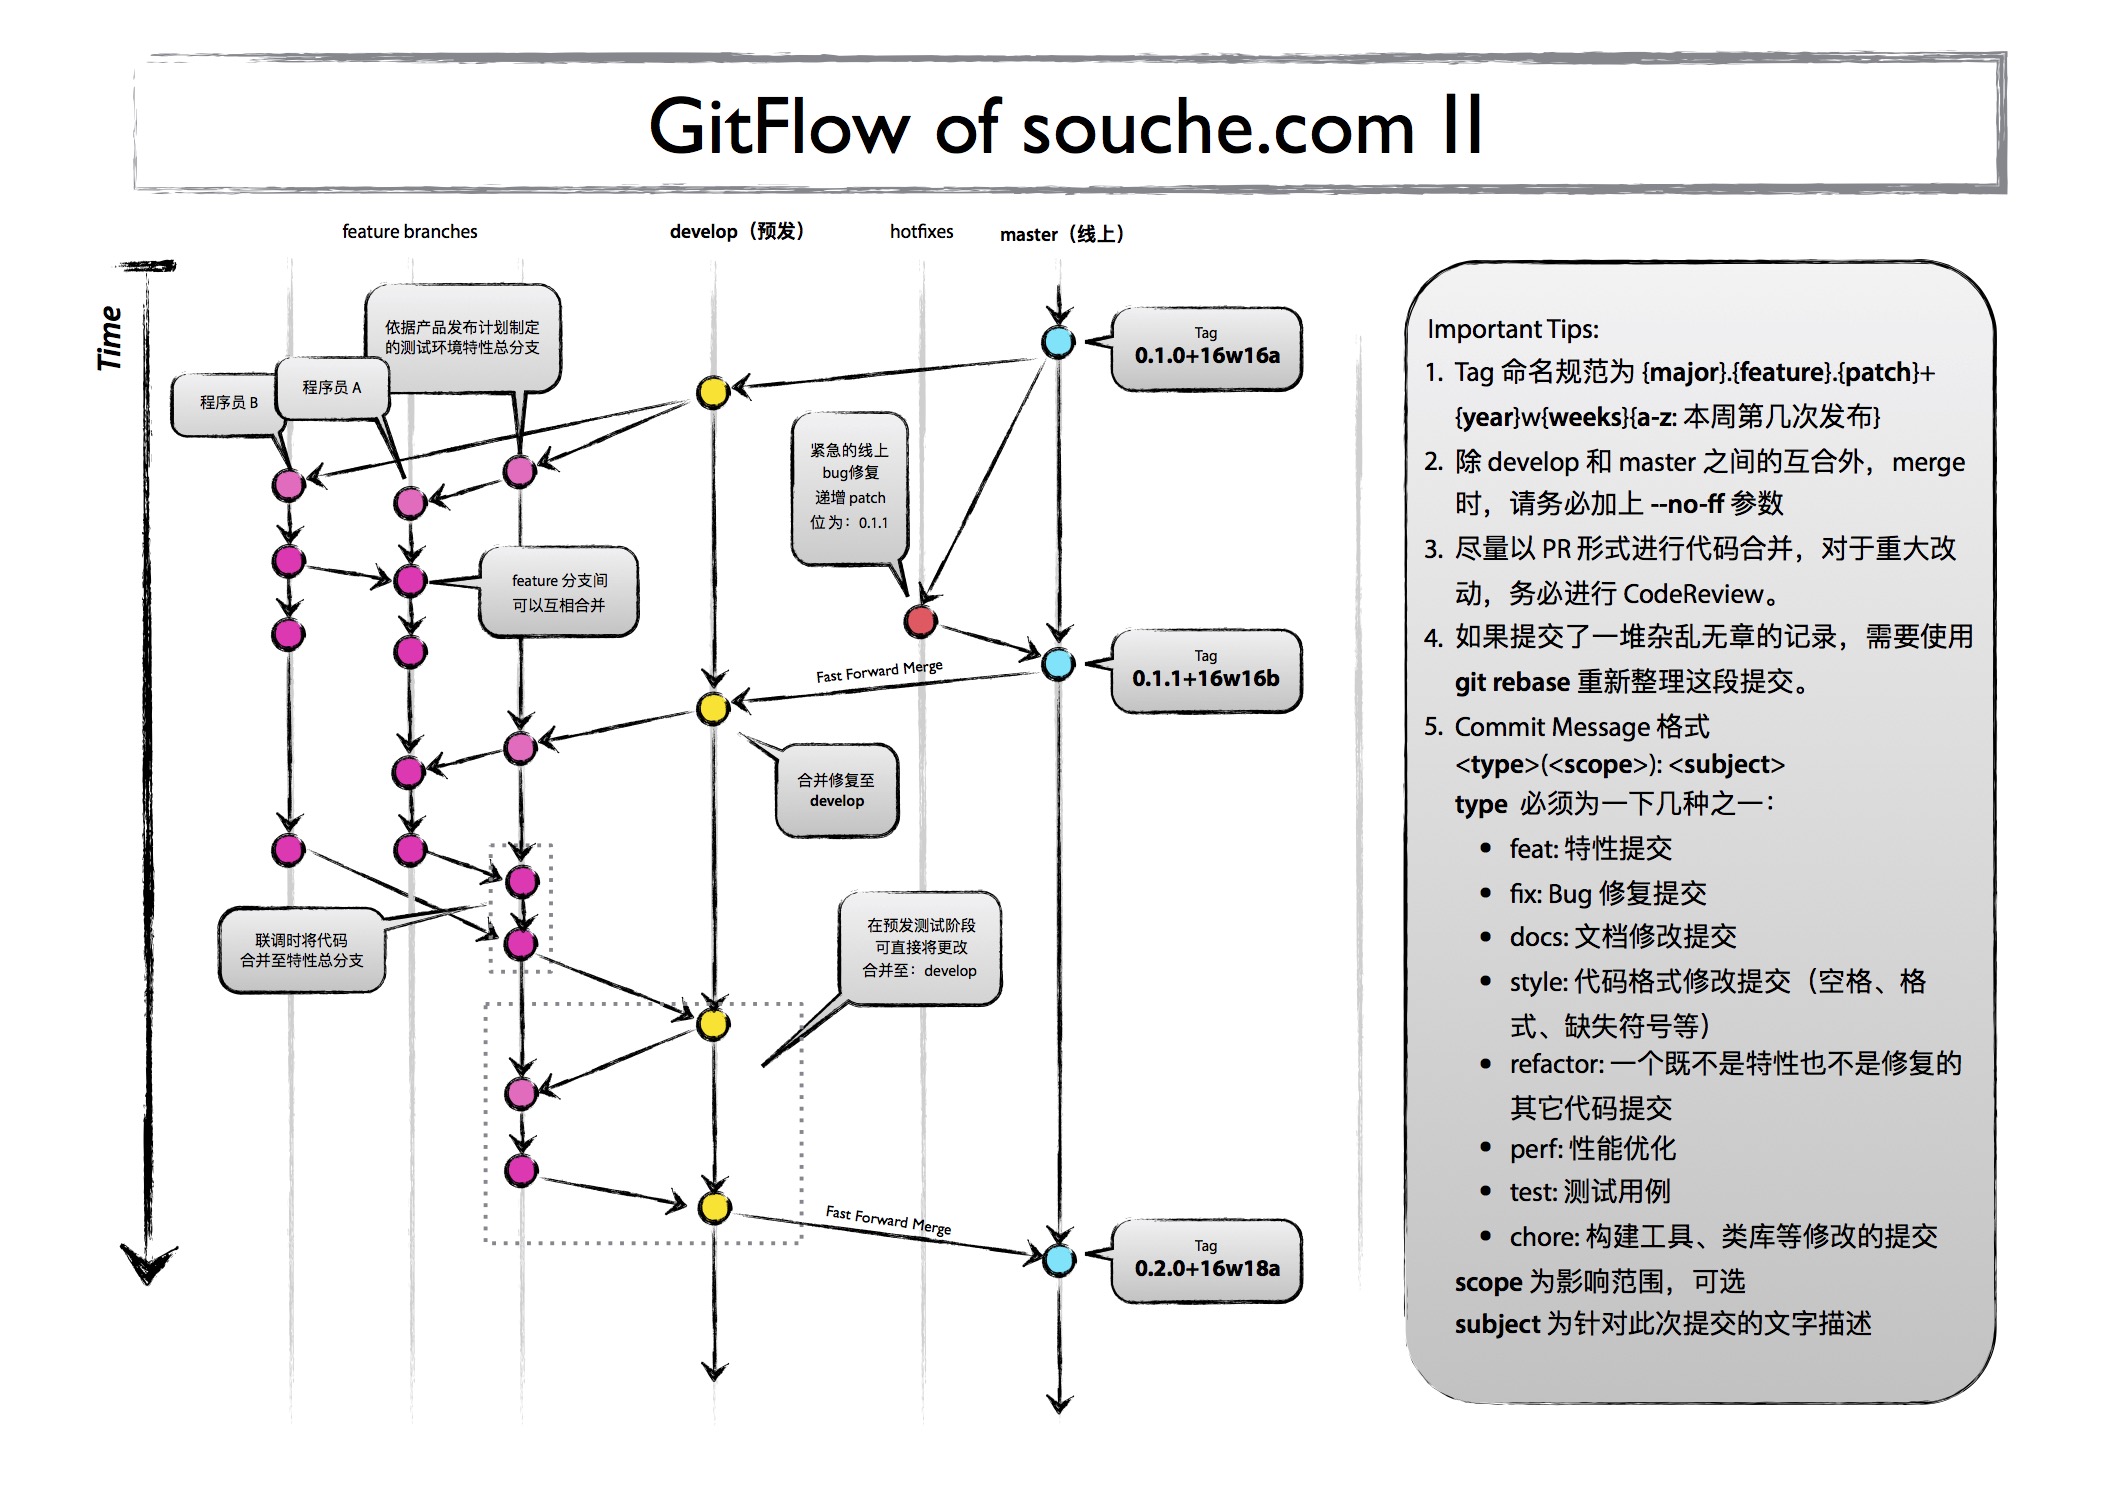 GitFlow of souche.com II
feature branches
develop（预发）
hotfixes
master（线上）
Time
依据产品发布计划制定
的测试环境特性总分支
程序员 B
程序员 A
Tag
0.1.0+16w16a
紧急的线上
bug修复
递增 patch
位为：0.1.1
feature 分支间
可以互相合并
Tag
0.1.1+16w16b
Fast Forward Merge
合并修复至
develop
联调时将代码
合并至特性总分支
在预发测试阶段
可直接将更改
合并至：develop
Fast Forward Merge
Tag
0.2.0+16w18a
Important Tips:
1. Tag 命名规范为 {major}.{feature}.{patch}+
{year}w{weeks}{a-z: 本周第几次发布}
2. 除 develop 和 master 之间的互合外，merge
时，请务必加上 --no-ff 参数
3. 尽量以 PR 形式进行代码合并，对于重大改
动，务必进行 CodeReview。
4. 如果提交了一堆杂乱无章的记录，需要使用
git rebase 重新整理这段提交。
5. Commit Message 格式
<type>(<scope>): <subject>
type 必须为一下几种之一：
• feat: 特性提交
• fix: Bug 修复提交
• docs: 文档修改提交
• style: 代码格式修改提交（空格、格
式、缺失符号等）
• refactor: 一个既不是特性也不是修复的
其它代码提交
• perf: 性能优化
• test: 测试用例
• chore: 构建工具、类库等修改的提交
scope 为影响范围，可选
subject 为针对此次提交的文字描述